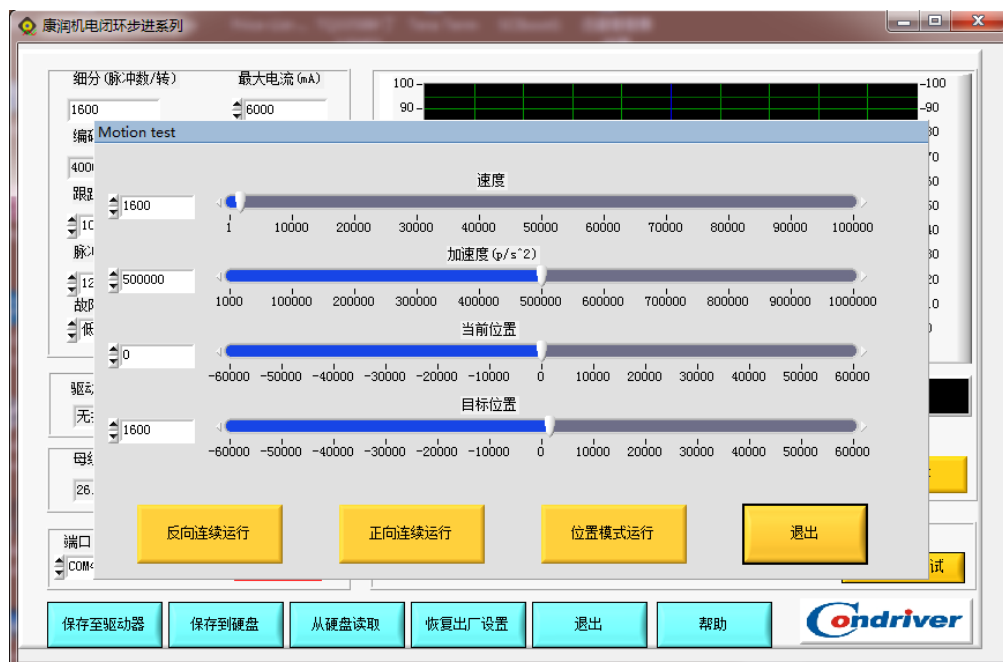 康润机电闭环步进系列
细分(脉冲数/转)
最大电流(mA)
1600
6000
100
90
-100
-90
Motion test
速度
1600
1 10000 20000 30000 40000 50000 60000 70000 80000 90000 100000
加速度(p/s^2)
500000
1000 100000 200000 300000 400000 500000 600000 700000 800000 900000 1000000
当前位置
0
-60000 -50000 -40000 -30000 -20000 -10000 0 10000 20000 30000 40000 50000 60000
目标位置
1600
-60000 -50000 -40000 -30000 -20000 -10000 0 10000 20000 30000 40000 50000 60000
反向连续运行
正向连续运行
位置模式运行
退出
26.
端口
COM4
试
保存至驱动器
保存到硬盘
从硬盘读取
恢复出厂设置
退出
帮助
Condriver